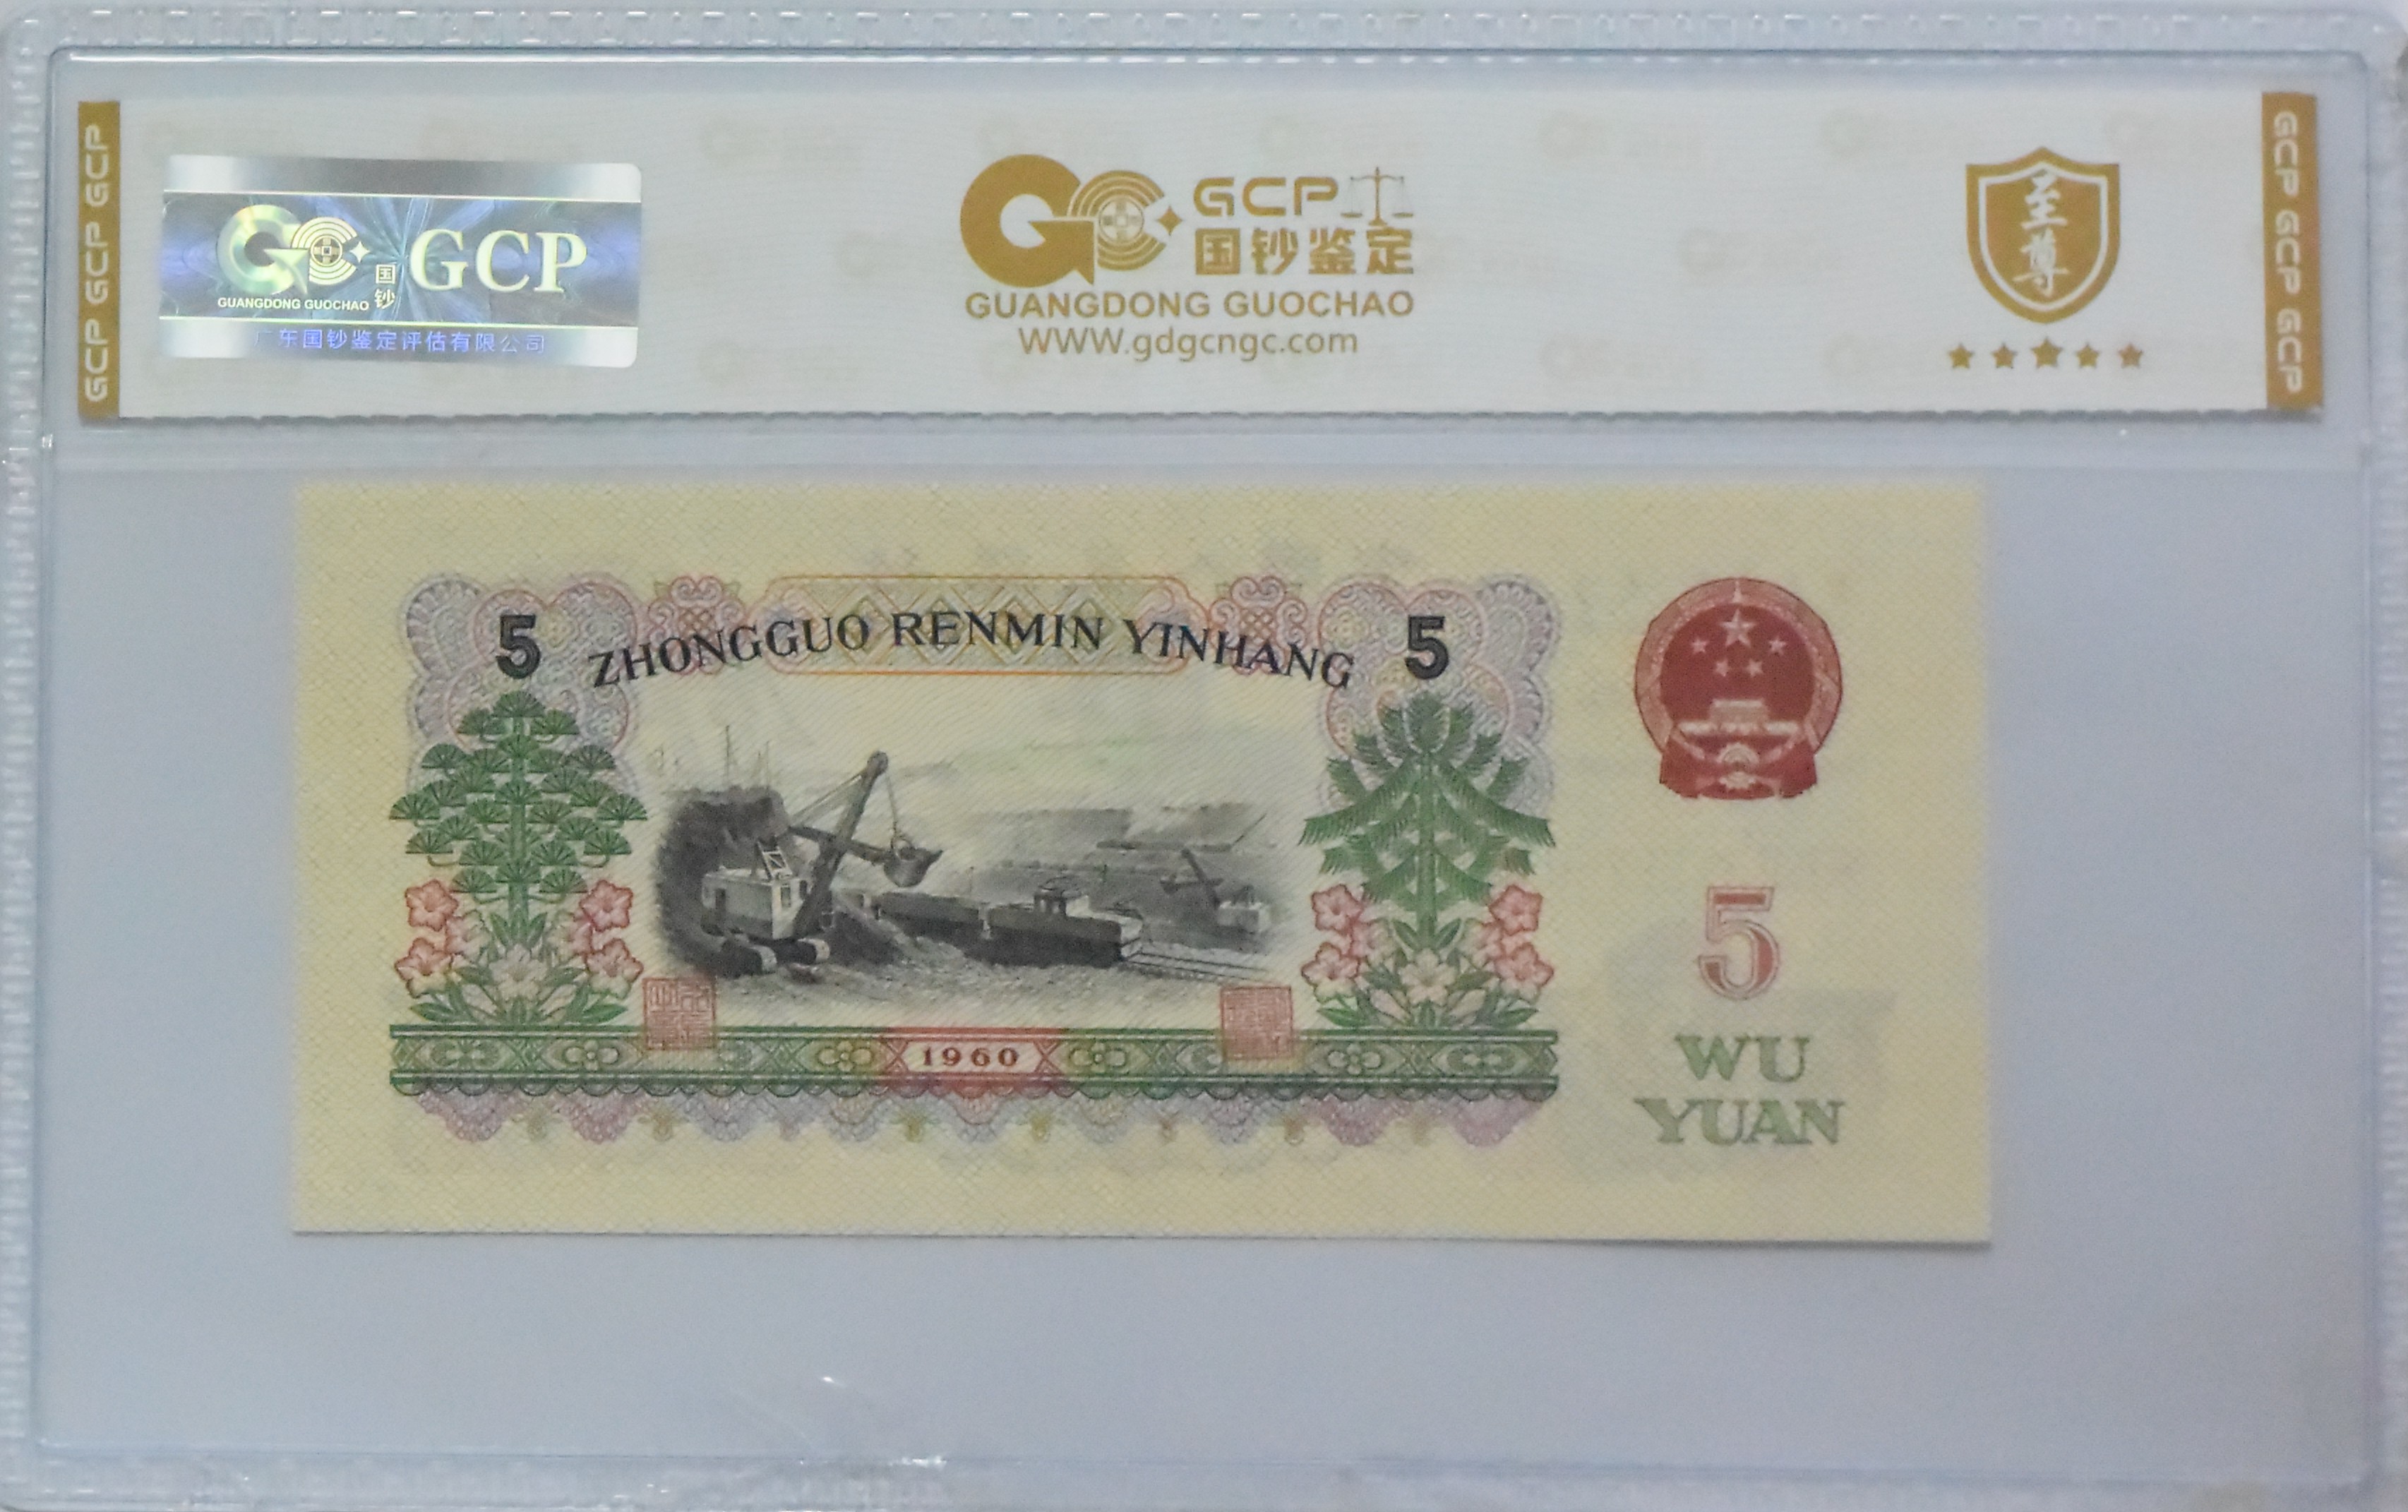 GCP GCP GCP
国钞
GCP
GUANGDONG GUOCHAO
广东国钞鉴定评估有限公司
GCP
国钞鉴定
GUANGDONG GUOCHAO
WWW.gdgcngc.com
至尊
GCP GCP GCP
5 ZHONGGUO RENMIN YINHANG 5
1960
5
WU
YUAN